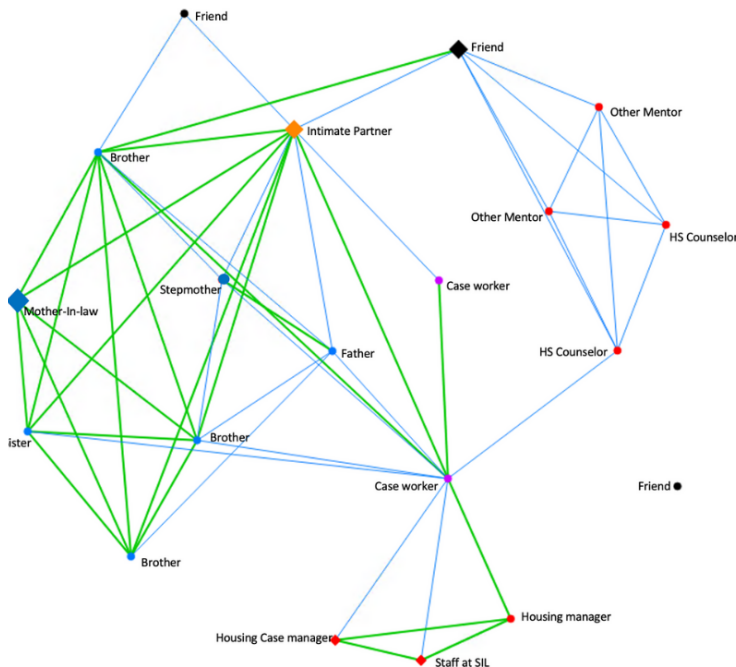 Friend
Friend
Other Mentor
Intimate Partner
Brother
Other Mentor
HS Counselor
Stepmother
Case worker
Mother-In-law
Father
HS Counselor
Brother
ister
Case worker
Friend
Brother
Housing manager
Housing Case manager
Staff at SIL